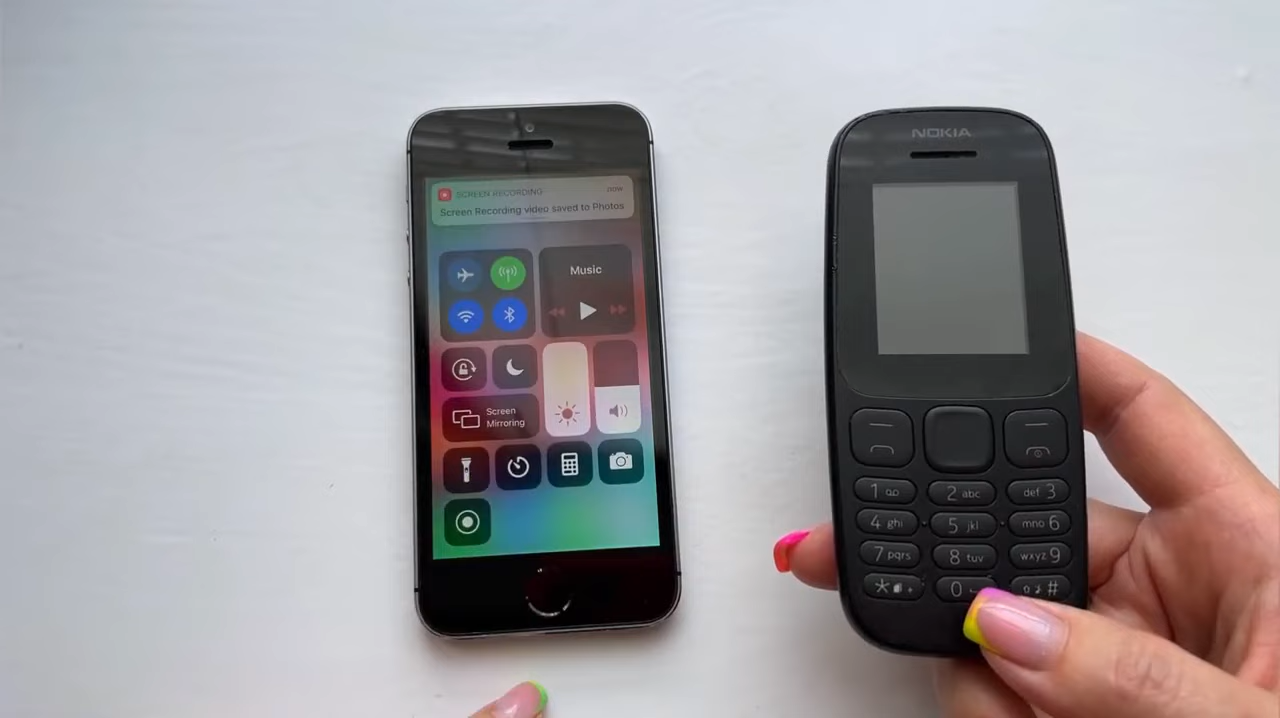 SCREEN RECORDING
now
Screen Recording video saved to Photos
Music
Screen
Mirroring
NOKIA
1
2 abc
def 3
4 ghi
5 jkl
mno 6
7 pqrs
8 tuv
wxyz 9
*
0
#